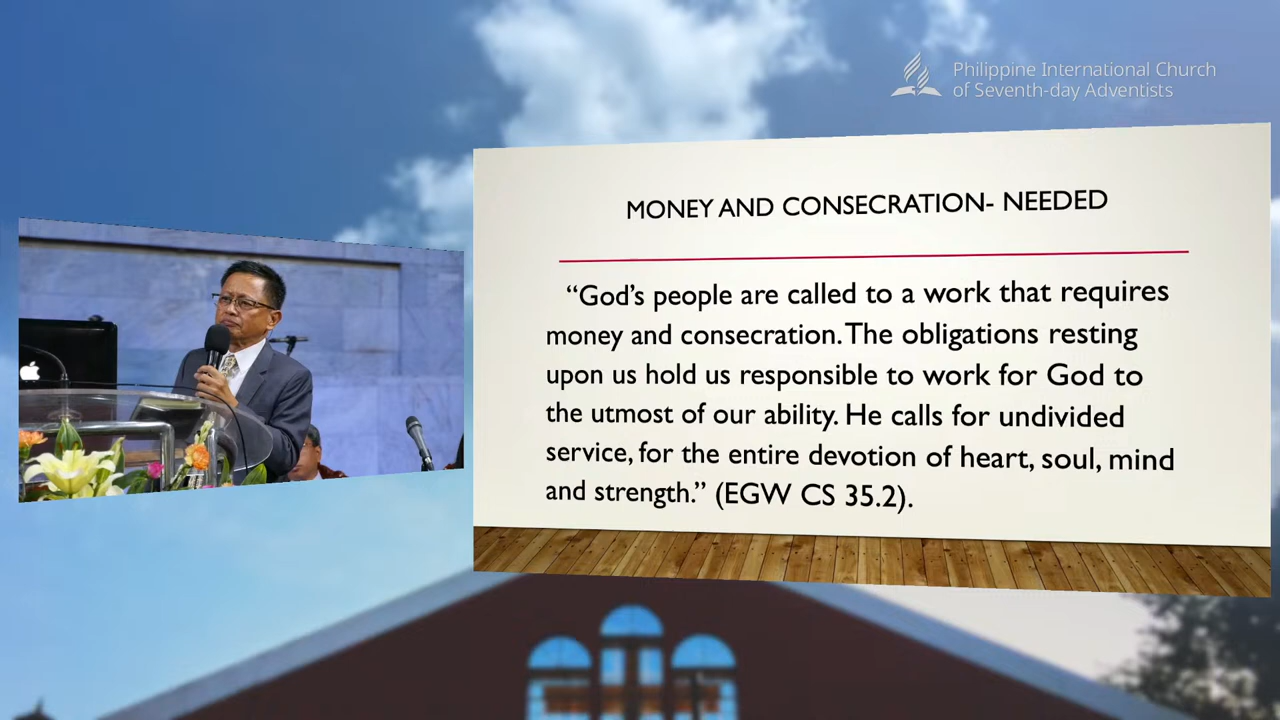 Philippine International Church
of Seventh-day Adventists
MONEY AND CONSECRATION- NEEDED
“God’s people are called to a work that requires
money and consecration. The obligations resting
upon us hold us responsible to work for God to
the utmost of our ability. He calls for undivided
service, for the entire devotion of heart, soul, mind
and strength.” (EGW CS 35.2).